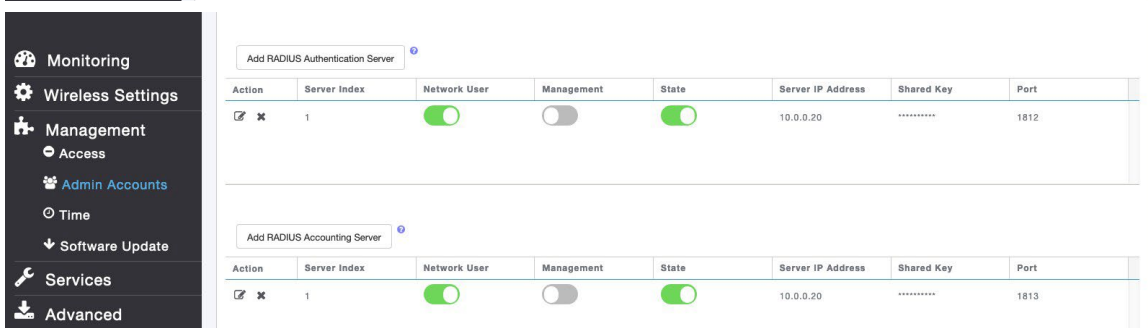 Monitoring
Wireless Settings
Management
Access
Admin Accounts
Time
Software Update
Services
Advanced
Add RADIUS Authentication Server ?
Action Server Index Network User Management State Server IP Address Shared Key Port
1 10.0.0.20 ********** 1812
Add RADIUS Accounting Server ?
Action Server Index Network User Management State Server IP Address Shared Key Port
1 10.0.0.20 ********** 1813